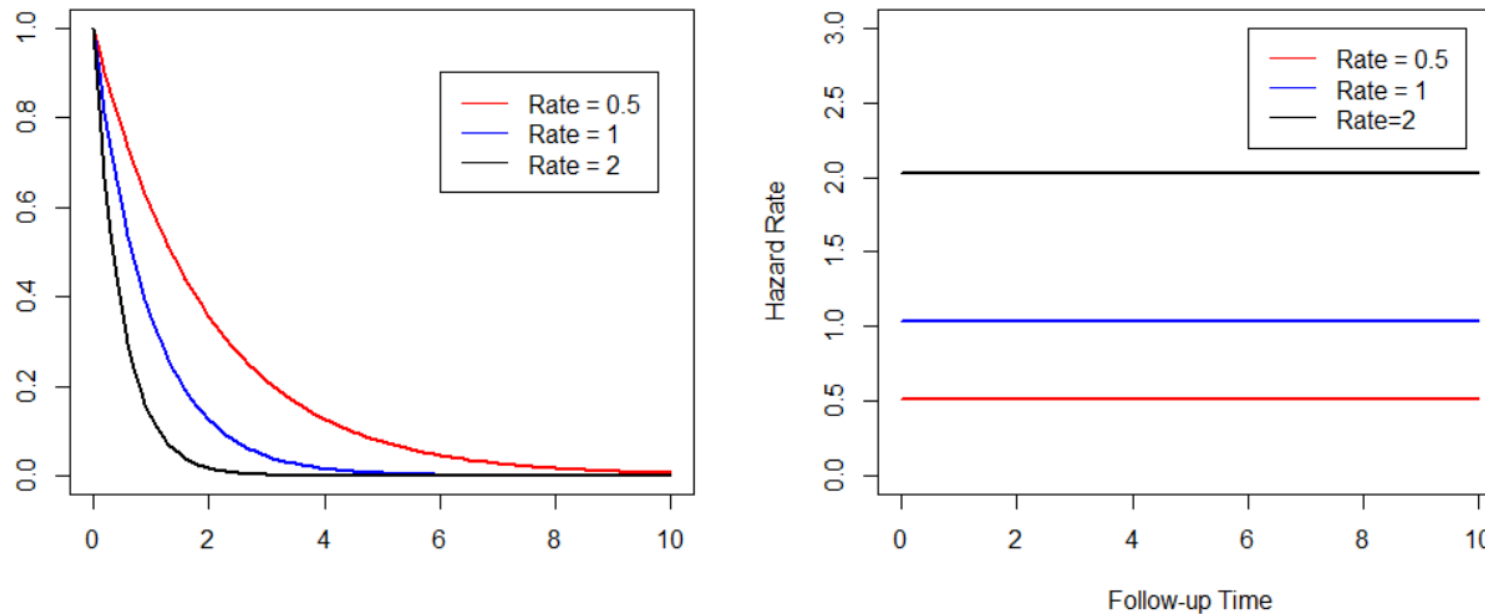 1.0
0.8
0.6
0.4
0.2
0.0
0 2 4 6 8 10
Rate = 0.5
Rate = 1
Rate = 2
Hazard Rate
3.0
2.5
2.0
1.5
1.0
0.5
0.0
0 2 4 6 8 10
Rate = 0.5
Rate = 1
Rate=2
Follow-up Time